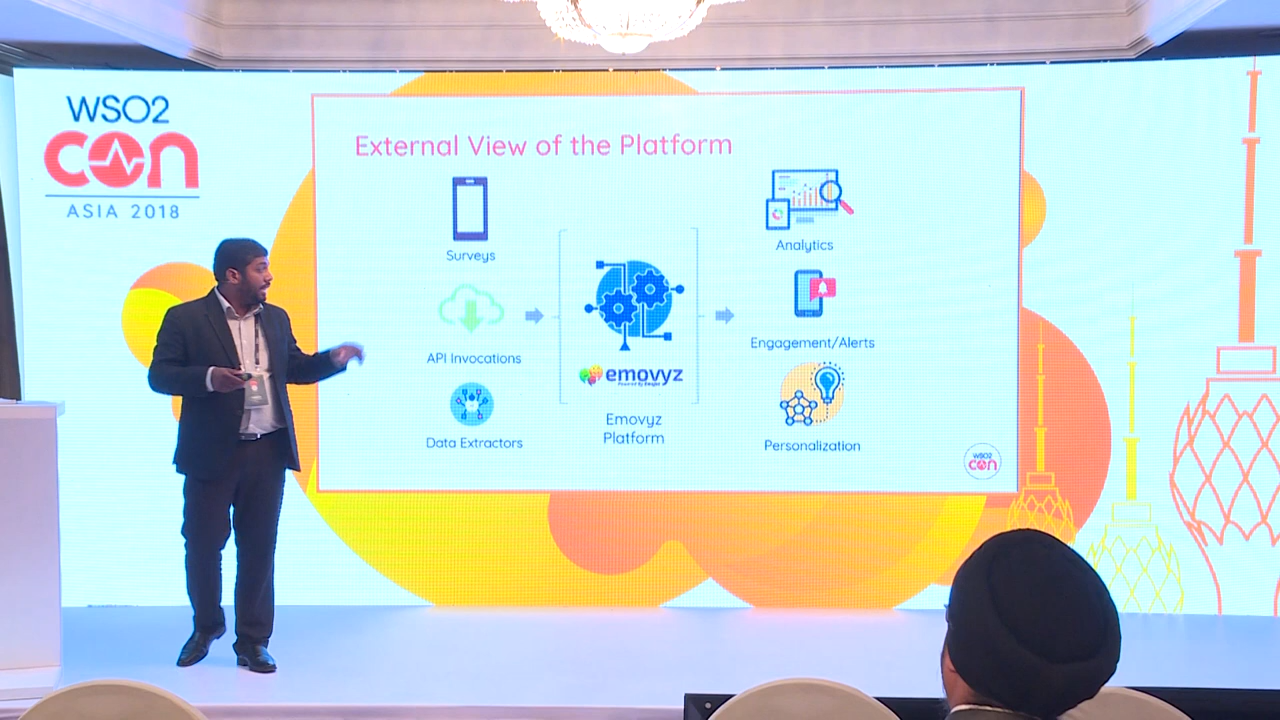 WSO2
con
ASIA 2018
External View of the Platform
Surveys
API Invocations
Data Extractors
emovyz
Emovyz
Platform
Analytics
Engagement/Alerts
Personalization
WSO2
con